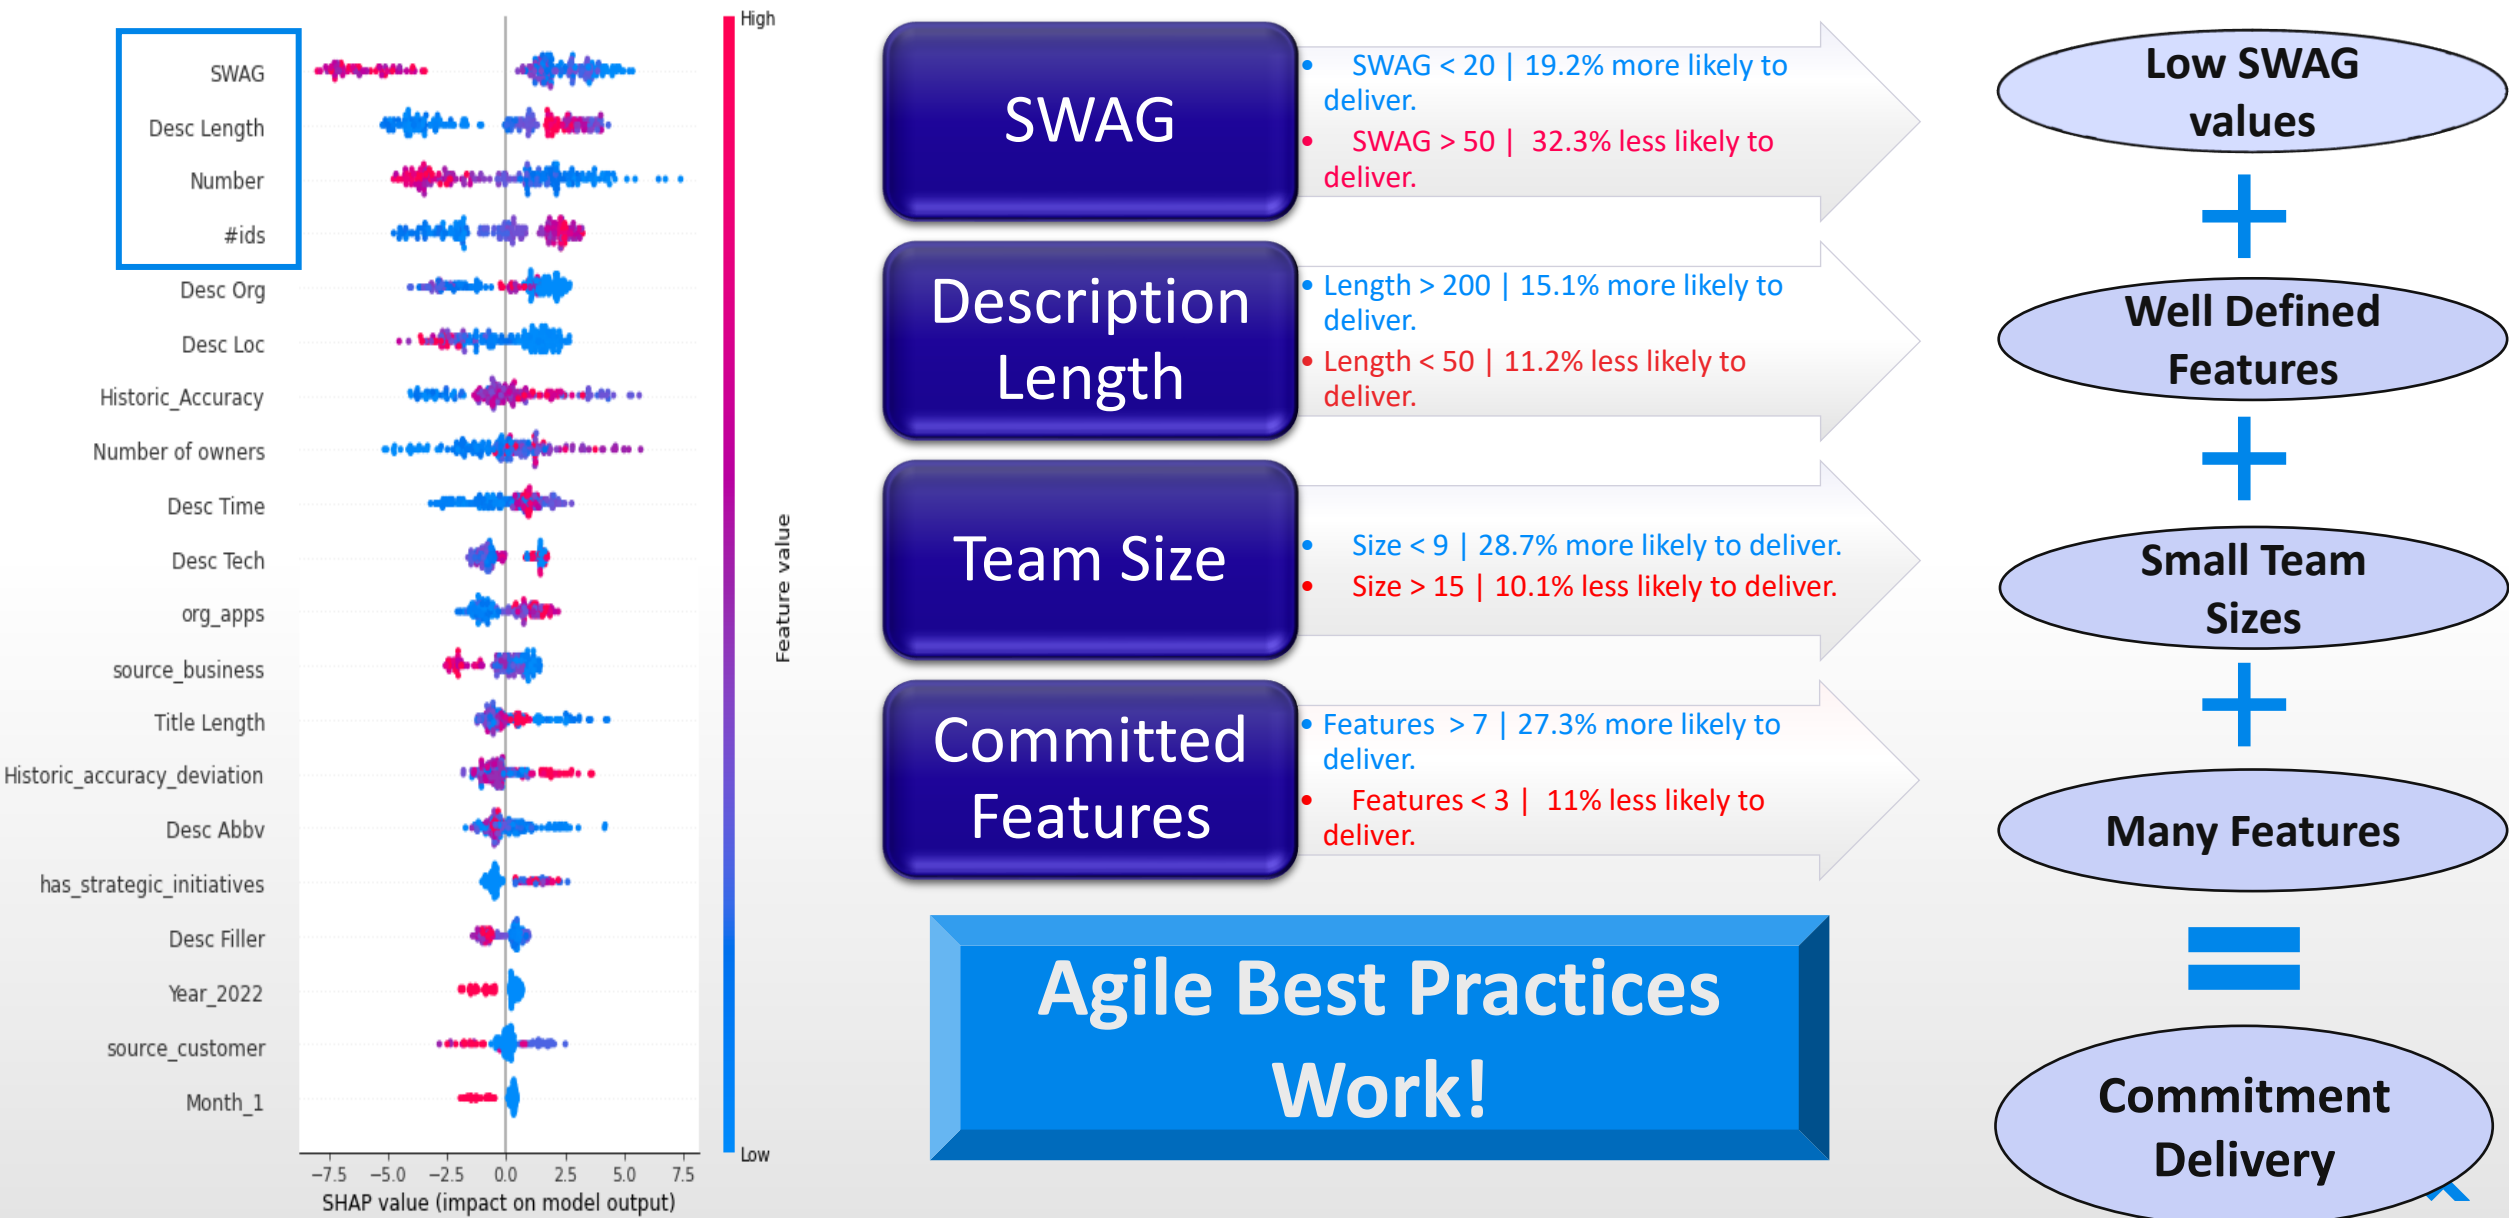 High
SWAG
Desc Length
Number
#ids
Desc Org
Desc Loc
Historic_Accuracy
Number of owners
Desc Time
Desc Tech
org_apps
source_business
Title Length
Historic_accuracy_deviation
Desc Abbv
has_strategic_initiatives
Desc Filler
Year_2022
source_customer
Month_1
−7.5 −5.0 −2.5 0.0 2.5 5.0 7.5
SHAP value (impact on model output)
Low
Feature value
SWAG
• SWAG < 20 | 19.2% more likely to
deliver.
• SWAG > 50 | 32.3% less likely to
deliver.
Description
Length
• Length > 200 | 15.1% more likely to
deliver.
• Length < 50 | 11.2% less likely to
deliver.
Team Size
• Size < 9 | 28.7% more likely to deliver.
• Size > 15 | 10.1% less likely to deliver.
Committed
Features
• Features > 7 | 27.3% more likely to
deliver.
• Features < 3 | 11% less likely to
deliver.
Agile Best Practices
Work!
Low SWAG
values
+
Well Defined
Features
+
Small Team
Sizes
+
Many Features
=
Commitment
Delivery